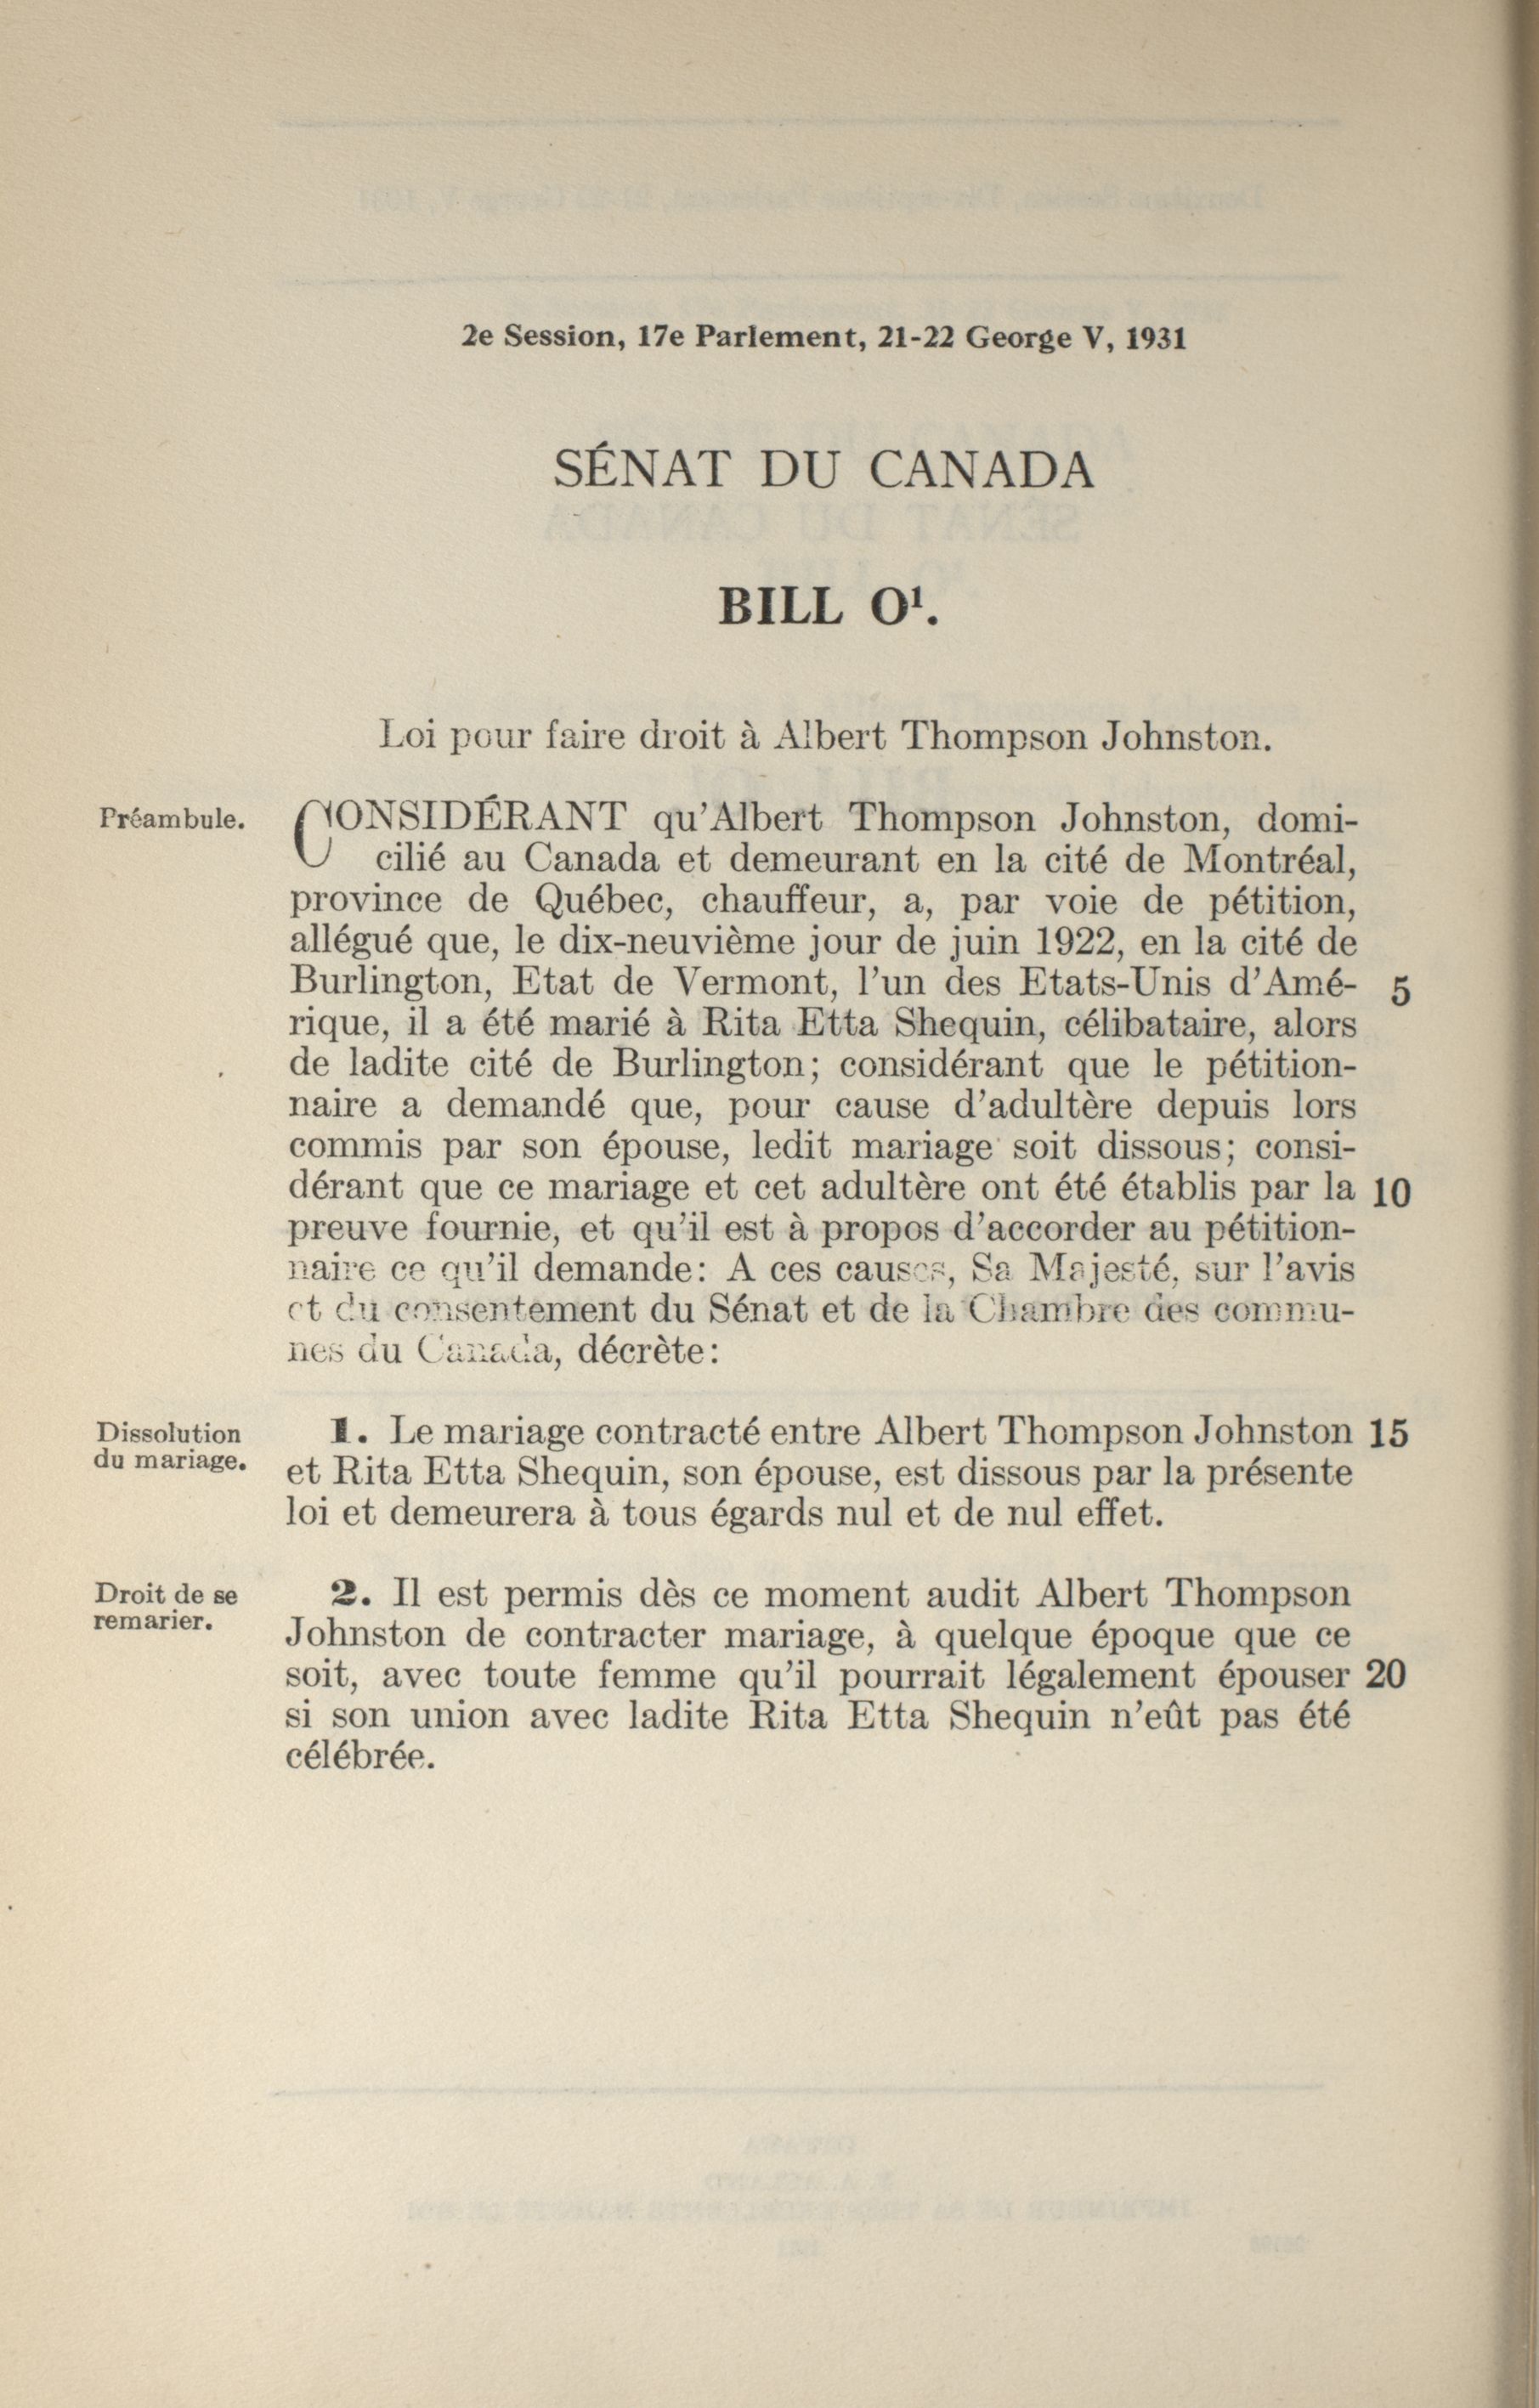 2e Session, 17e Parlement, 21-22 George V, 1931
SÉNAT DU CANADA
BILL O¹.
Loi pour faire droit à Albert Thompson Johnston.
Préambule.
CONSIDÉRANT qu'Albert Thompson Johnston, domi-
cilié au Canada et demeurant en la cité de Montréal,
province de Québec, chauffeur, a, par voie de pétition,
allégué que, le dix-neuvième jour de juin 1922, en la cité de
Burlington, Etat de Vermont, l'un des Etats-Unis d'Amé- 5
rique, il a été marié à Rita Etta Shequin, célibataire, alors
de ladite cité de Burlington; considérant que le pétition-
naire a demandé que, pour cause d'adultère depuis lors
commis par son épouse, ledit mariage soit dissous; consi-
dérant que ce mariage et cet adultère ont été établis par la 10
preuve fournie, et qu'il est à propos d'accorder au pétition-
naire ce qu'il demande: A ces causes, Sa Majesté, sur l'avis
et du consentement du Sénat et de la Chambre des commu-
nes du Canada, décrète:
Dissolution
du mariage.
1. Le mariage contracté entre Albert Thompson Johnston 15
et Rita Etta Shequin, son épouse, est dissous par la présente
loi et demeurera à tous égards nul et de nul effet.
Droit de se
remarier.
2. Il est permis dès ce moment audit Albert Thompson
Johnston de contracter mariage, à quelque époque que ce
soit, avec toute femme qu'il pourrait légalement épouser 20
si son union avec ladite Rita Etta Shequin n'eût pas été
célébrée.